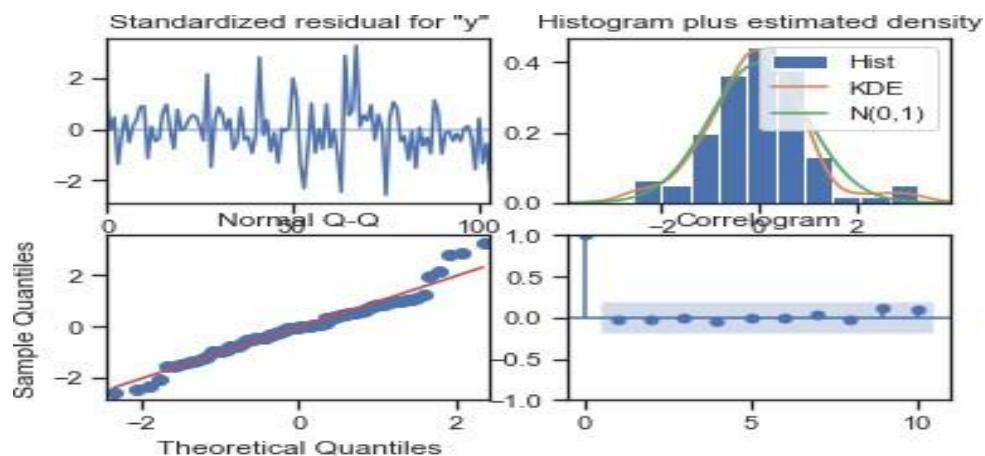 Standardized residual for "y"
Histogram plus estimated density
2
0
−2
0
50
100
0.4
0.2
0.0
−2
0
2
Hist
KDE
N(0,1)
Normal Q-Q
Correlogram
Sample Quantiles
2
0
−2
−2
0
2
Theoretical Quantiles
1.0
0.5
0.0
−0.5
−1.0
0
5
10